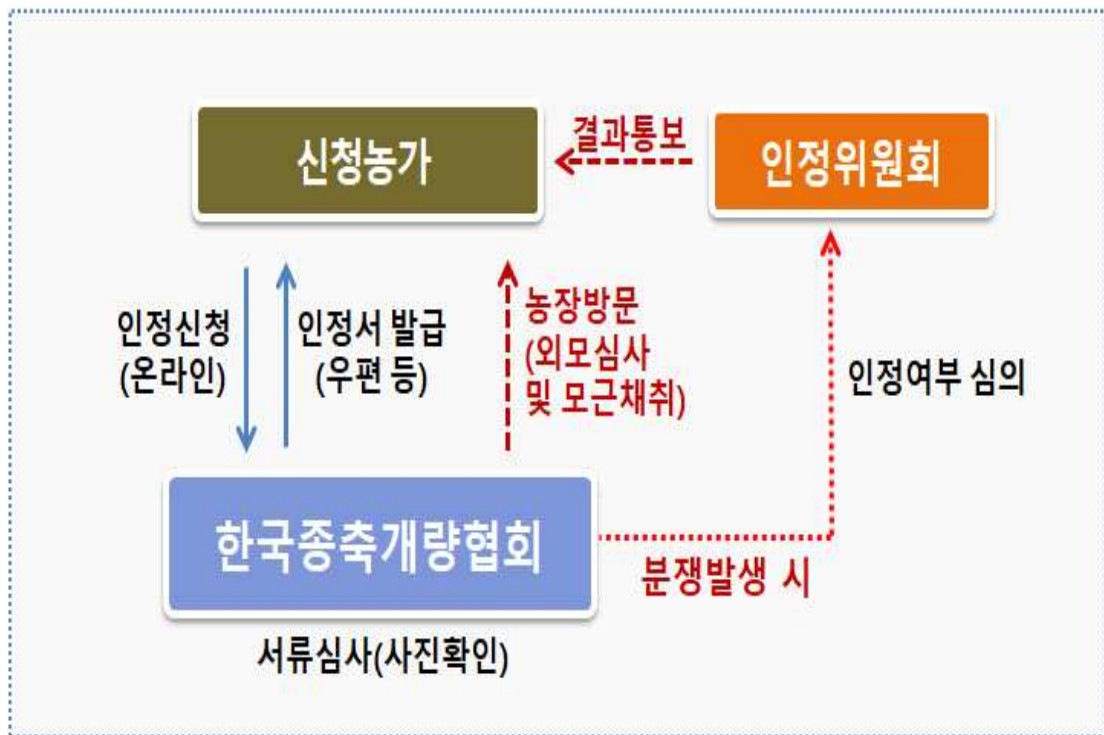 신청농가
결과통보
인정위원회
인정신청
(온라인)
인정서 발급
(우편 등)
농장방문
(외모심사
및 모근채취)
인정여부 심의
한국종축개량협회
분쟁발생 시
서류심사(사진확인)